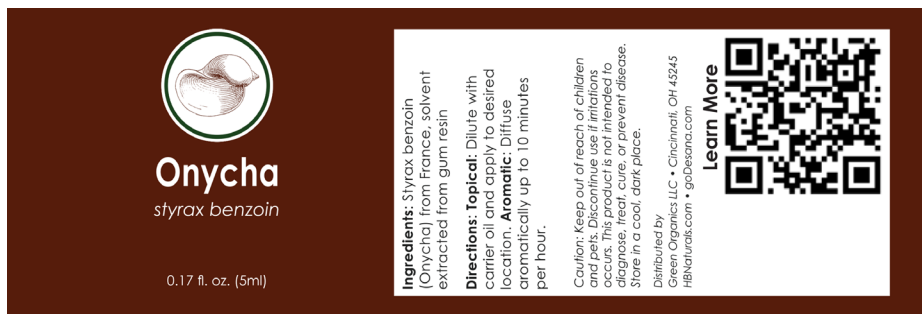 Onycha
styrax benzoin
0.17 fl. oz. (5ml)
Ingredients: Styrax benzoin
(Onycha) from France, solvent
extracted from gum resin
Directions: Topical: Dilute with
carrier oil and apply to desired
location. Aromatic: Diffuse
aromatically up to 10 minutes
per hour.
Caution: Keep out of reach of children
and pets. Discontinue use if irritations
occurs. This product is not intended to
diagnose, treat, cure, or prevent disease.
Store in a cool, dark place.
Distributed by
Green Organics LLC • Cincinnati, OH 45245
HBNaturals.com • goDesana.com
Learn More